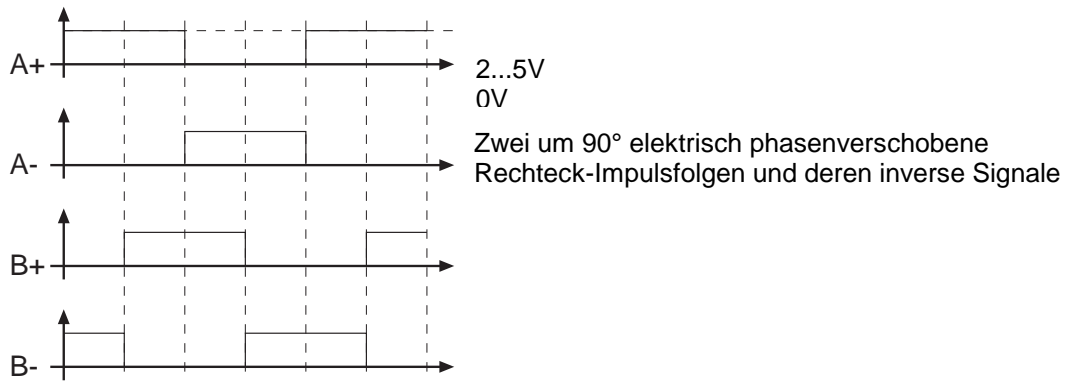 A+
2...5V
0V
A-
Zwei um 90° elektrisch phasenverschobene
Rechteck-Impulsfolgen und deren inverse Signale
B+
B-